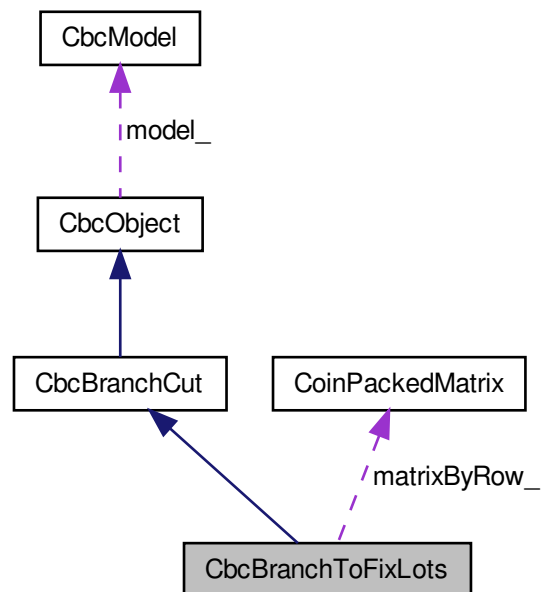 CbcModel
model_
CbcObject
CbcBranchCut
CoinPackedMatrix
matrixByRow_
CbcBranchToFixLots